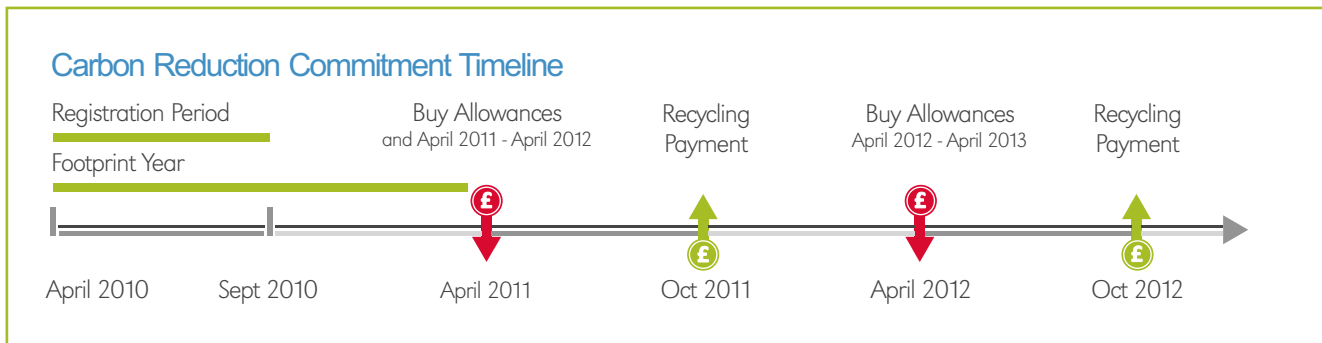 Carbon Reduction Commitment Timeline
Registration Period
Footprint Year
Buy Allowances
and April 2011 - April 2012
Recycling
Payment
Buy Allowances
April 2012 - April 2013
Recycling
Payment
£
£
£
£
April 2010
Sept 2010
April 2011
Oct 2011
April 2012
Oct 2012